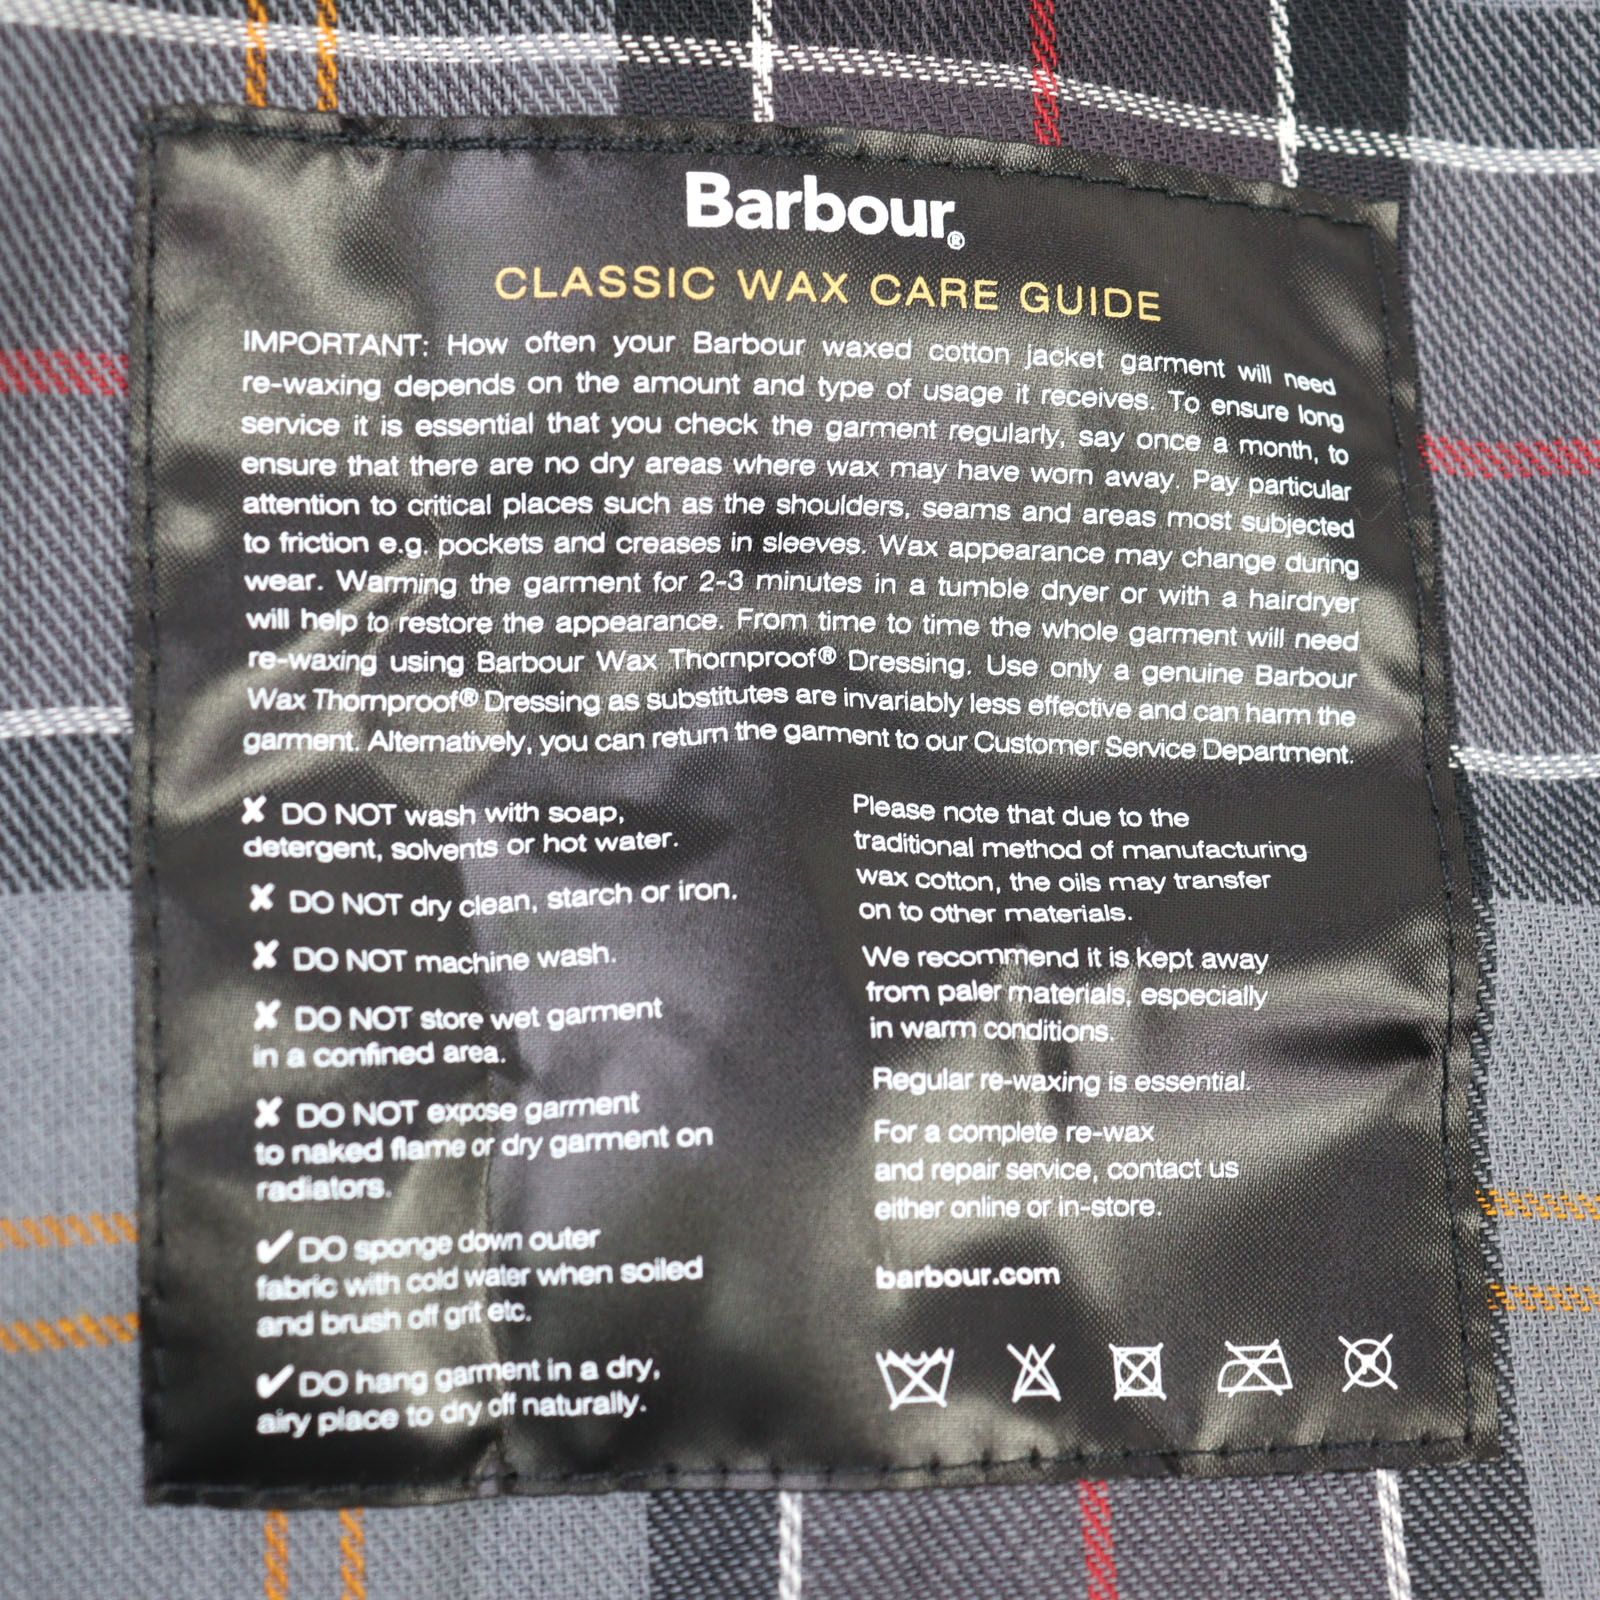 Barbour®
CLASSIC WAX CARE GUIDE
IMPORTANT: How often your Barbour waxed cotton jacket garment will need
re-waxing depends on the amount and type of usage it receives. To ensure long
service it is essential that you check the garment regularly, say once a month, to
ensure that there are no dry areas where wax may have worn away. Pay particular
attention to critical places such as the shoulders, seams and areas most subjected
to friction e.g. pockets and creases in sleeves. Wax appearance may change during
wear. Warming the garment for 2-3 minutes in a tumble dryer or with a hairdryer
will help to restore the appearance. From time to time the whole garment will need
re-waxing using Barbour Wax Thornproof® Dressing. Use only a genuine Barbour
Wax Thornproof® Dressing as substitutes are invariably less effective and can harm the
garment. Alternatively, you can return the garment to our Customer Service Department.
✘ DO NOT wash with soap,
detergent, solvents or hot water.
✘ DO NOT dry clean, starch or iron.
✘ DO NOT machine wash.
✘ DO NOT store wet garment
in a confined area.
✘ DO NOT expose garment
to naked flame or dry garment on
radiators.
✔ DO sponge down outer
fabric with cold water when soiled
and brush off grit etc.
✔ DO hang garment in a dry,
airy place to dry off naturally.
Please note that due to the
traditional method of manufacturing
wax cotton, the oils may transfer
on to other materials.
We recommend it is kept away
from paler materials, especially
in warm conditions.
Regular re-waxing is essential.
For a complete re-wax
and repair service, contact us
either online or in-store.
barbour.com